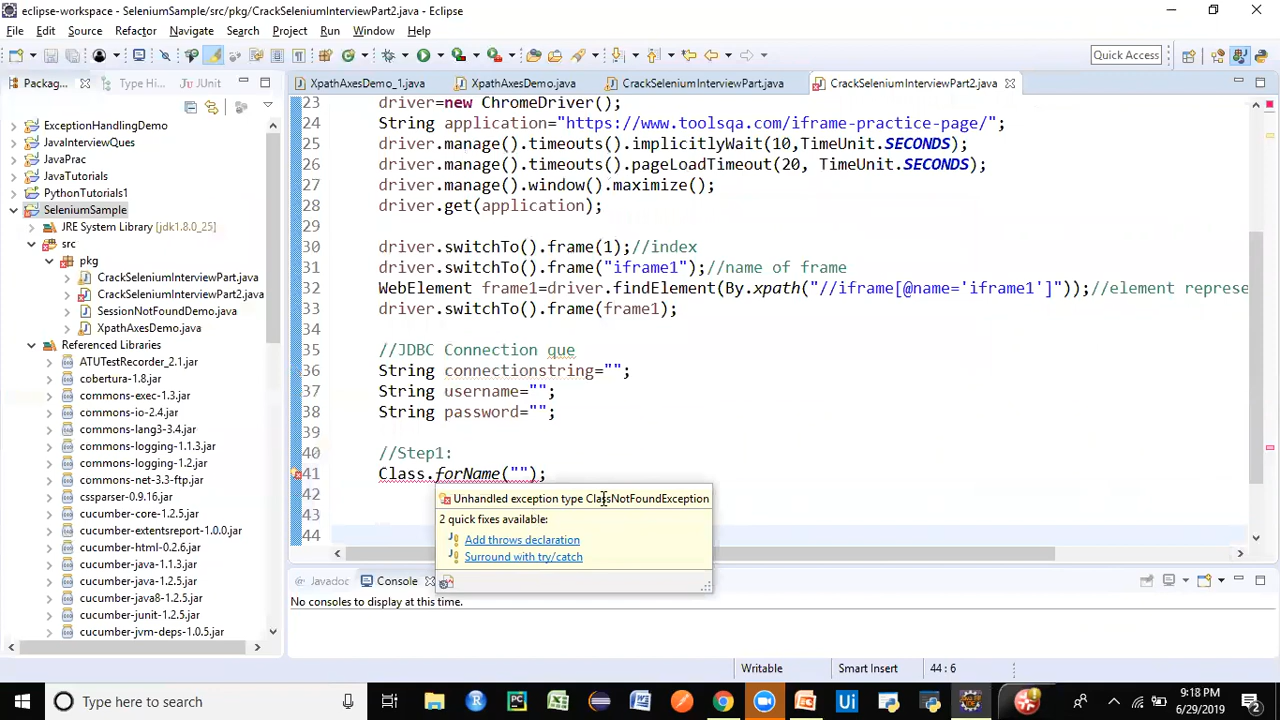 eclipse-workspace - SeleniumSample/src/pkg/CrackSeleniumInterviewPart2.java - Eclipse
File Edit Source Refactor Navigate Search Project Run Window Help
Quick Access
Packag... Type Hi... JUnit
XpathAxesDemo_1.java XpathAxesDemo.java CrackSeleniumInterviewPart.java CrackSeleniumInterviewPart2.java
ExceptionHandlingDemo
JavaInterviewQues
JavaPrac
JavaTutorials
PythonTutorials1
SeleniumSample
JRE System Library [jdk1.8.0_25]
src
pkg
CrackSeleniumInterviewPart.java
CrackSeleniumInterviewPart2.java
SessionNotFoundDemo.java
XpathAxesDemo.java
Referenced Libraries
ATUTestRecorder_2.1.jar
cobertura-1.8.jar
commons-exec-1.3.jar
commons-io-2.4.jar
commons-lang3-3.4.jar
commons-logging-1.1.3.jar
commons-logging-1.2.jar
commons-net-3.3-ftp.jar
cssparser-0.9.16.jar
cucumber-core-1.2.5.jar
cucumber-extentsreport-1.0.0.jar
cucumber-html-0.2.6.jar
cucumber-java-1.1.3.jar
cucumber-java-1.2.5.jar
cucumber-java8-1.2.5.jar
cucumber-junit-1.2.5.jar
cucumber-jvm-deps-1.0.5.jar
23 driver=new ChromeDriver();
24 String application="https://www.toolsqa.com/iframe-practice-page/";
25 driver.manage().timeouts().implicitlyWait(10,TimeUnit.SECONDS);
26 driver.manage().timeouts().pageLoadTimeout(20, TimeUnit.SECONDS);
27 driver.manage().window().maximize();
28 driver.get(application);
29
30 driver.switchTo().frame(1);//index
31 driver.switchTo().frame("iframe1");//name of frame
32 WebElement frame1=driver.findElement(By.xpath("//iframe[@name='iframe1']"));//element represe
33 driver.switchTo().frame(frame1);
34
35 //JDBC Connection que
36 String connectionstring="";
37 String username="";
38 String password="";
39
40 //Step1:
41 Class.forName("");
42
43
44
Unhandled exception type ClassNotFoundException
2 quick fixes available:
Add throws declaration
Surround with try/catch
Javadoc Console
No consoles to display at this time.
Writable Smart Insert 44 : 6
Type here to search
9:18 PM
6/29/2019
2